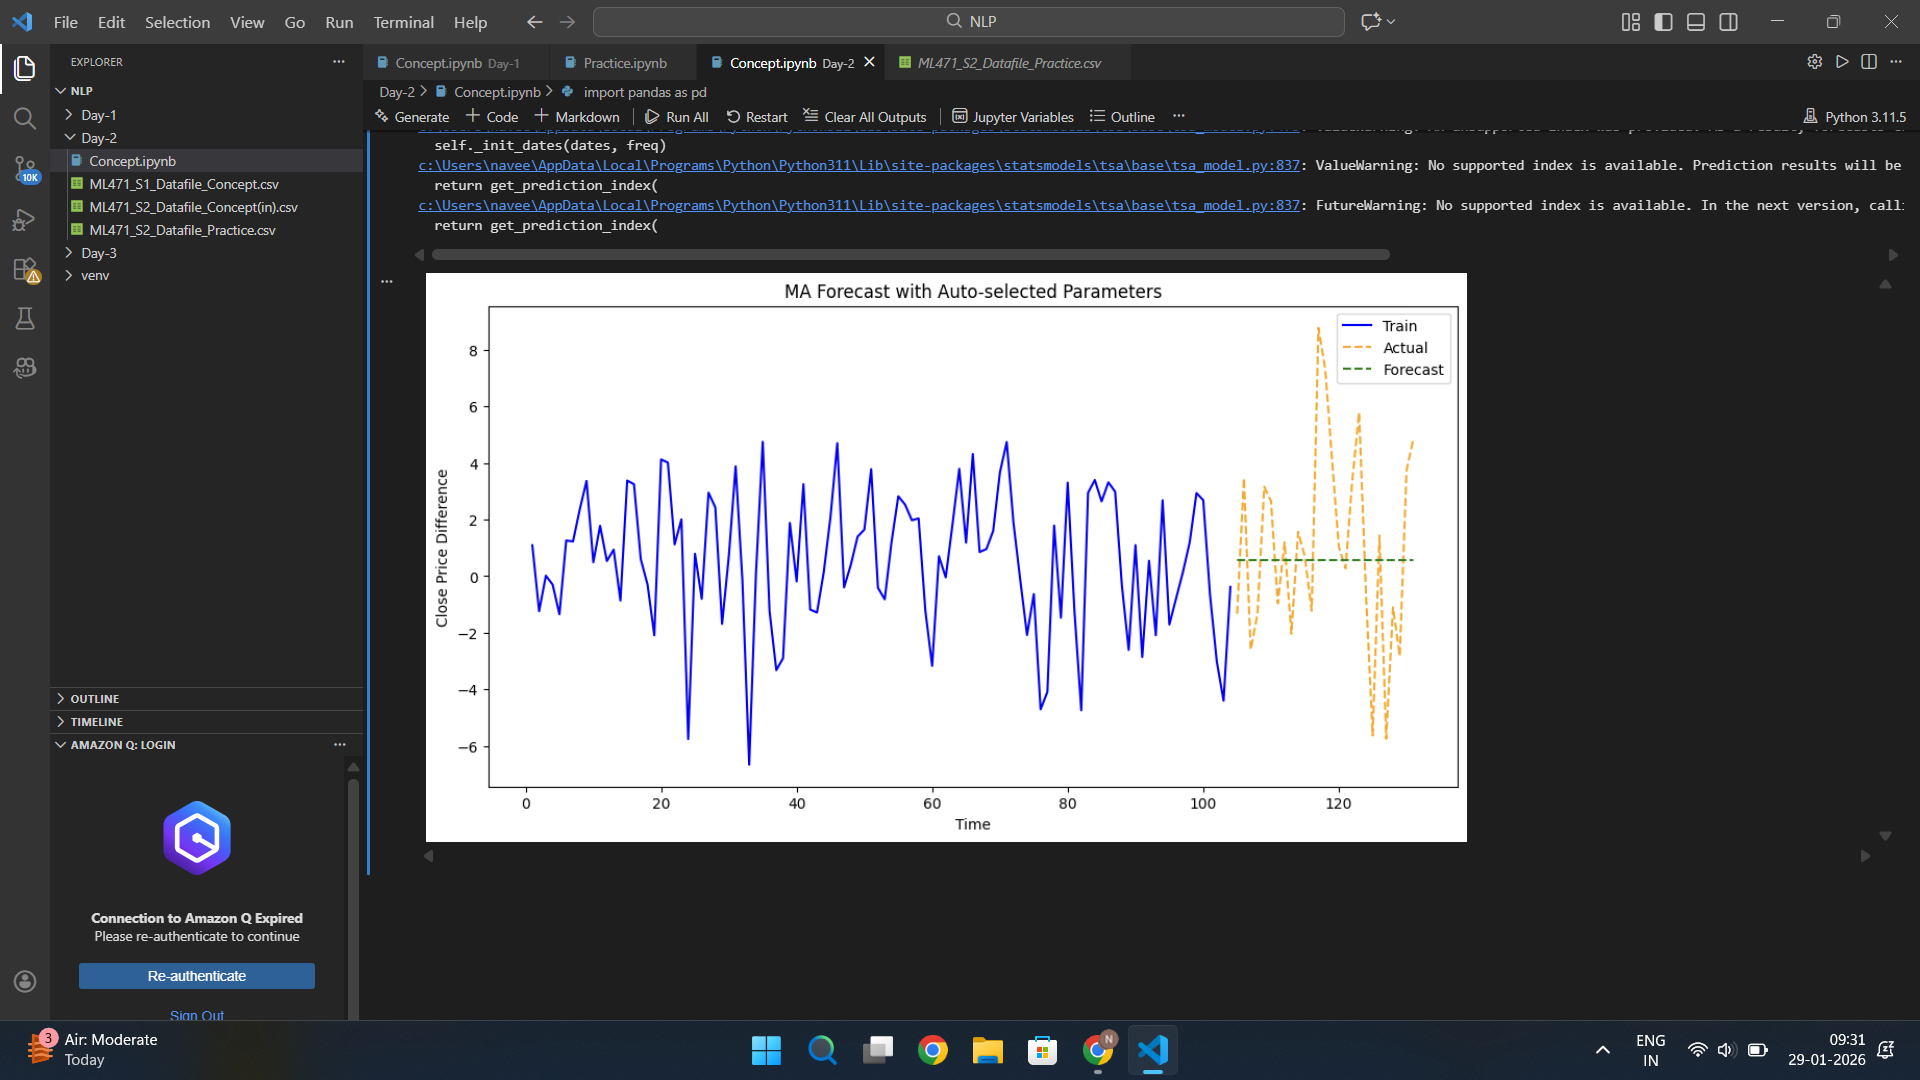 File Edit Selection View Go Run Terminal Help
NLP
EXPLORER
NLP
Day-1
Day-2
Concept.ipynb
ML471_S1_Datafile_Concept.csv
ML471_S2_Datafile_Concept(in).csv
ML471_S2_Datafile_Practice.csv
Day-3
venv
10K
OUTLINE
TIMELINE
AMAZON Q: LOGIN
Connection to Amazon Q Expired
Please re-authenticate to continue
Re-authenticate
Sign Out
Concept.ipynb Day-1
Practice.ipynb
Concept.ipynb Day-2
ML471_S2_Datafile_Practice.csv
Day-2 > Concept.ipynb > import pandas as pd
Generate + Code + Markdown Run All Restart Clear All Outputs Jupyter Variables Outline
Python 3.11.5
self._init_dates(dates, freq)
c:\Users\navee\AppData\Local\Programs\Python\Python311\Lib\site-packages\statsmodels\tsa\base\tsa_model.py:837: ValueWarning: No supported index is available. Prediction results will be
return get_prediction_index(
c:\Users\navee\AppData\Local\Programs\Python\Python311\Lib\site-packages\statsmodels\tsa\base\tsa_model.py:837: FutureWarning: No supported index is available. In the next version, calli
return get_prediction_index(
MA Forecast with Auto-selected Parameters
Train
Actual
Forecast
Close Price Difference
8
6
4
2
0
−2
−4
−6
0 20 40 60 80 100 120
Time
3
Air: Moderate
Today
N
ENG
IN
09:31
29-01-2026